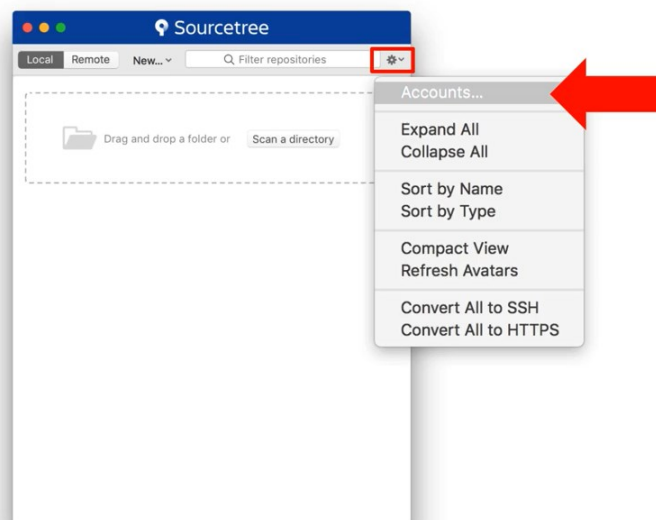 Sourcetree
Local Remote New... Filter repositories
Accounts...
Drag and drop a folder or Scan a directory
Expand All
Collapse All
Sort by Name
Sort by Type
Compact View
Refresh Avatars
Convert All to SSH
Convert All to HTTPS